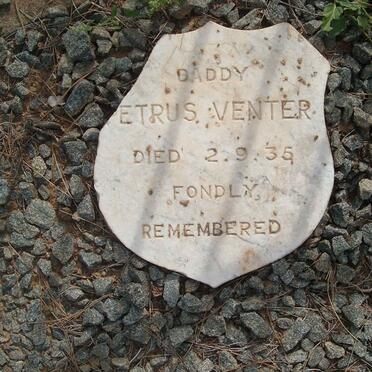 DADDY
ETRUS VENTER
DIED 2.9.35
FONDLY
REMEMBERED